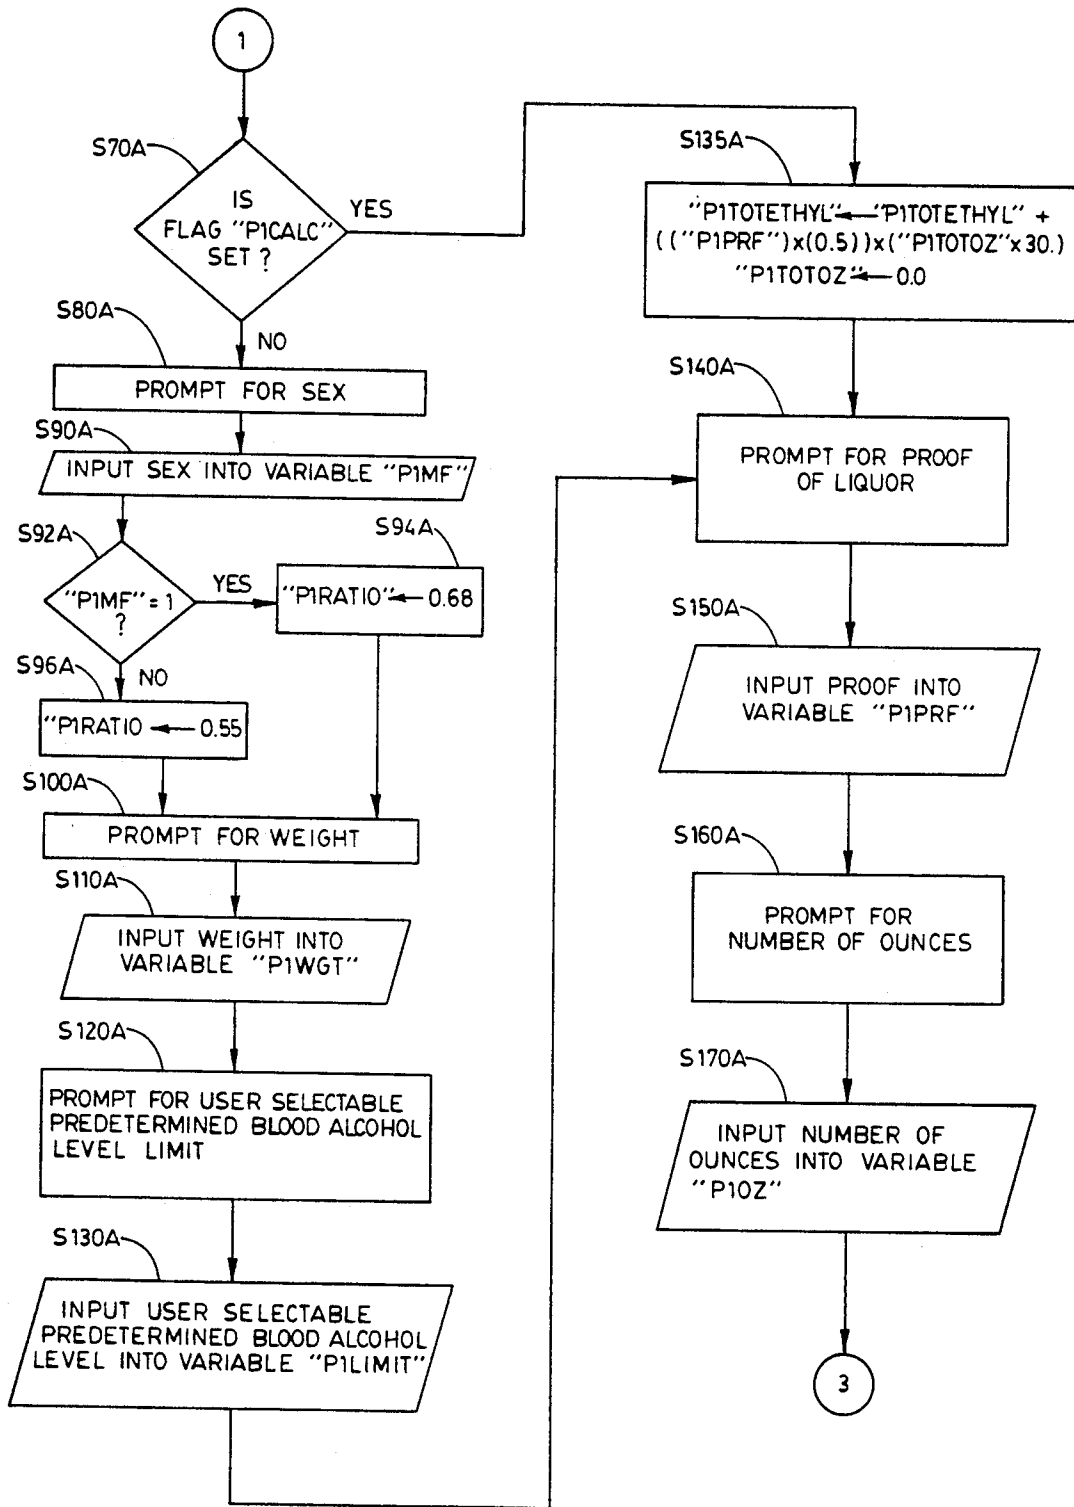 1
S70A
IS
FLAG "P1CALC"
SET ?
YES
NO
S80A
PROMPT FOR SEX
S90A
INPUT SEX INTO VARIABLE "P1MF"
S92A
"P1MF" = 1
?
YES
S94A
"P1RATIO" ← 0.68
NO
S96A
"P1RATIO ← 0.55
S100A
PROMPT FOR WEIGHT
S110A
INPUT WEIGHT INTO
VARIABLE "P1WGT"
S120A
PROMPT FOR USER SELECTABLE
PREDETERMINED BLOOD ALCOHOL
LEVEL LIMIT
S130A
INPUT USER SELECTABLE
PREDETERMINED BLOOD ALCOHOL
LEVEL INTO VARIABLE "P1LIMIT"
S135A
"P1TOTETHYL" ← "P1TOTETHYL" +
(("P1PRF")x(0.5))x("P1TOTOZ"x30.)
"P1TOTOZ" ← 0.0
S140A
PROMPT FOR PROOF
OF LIQUOR
S150A
INPUT PROOF INTO
VARIABLE "P1PRF"
S160A
PROMPT FOR
NUMBER OF OUNCES
S170A
INPUT NUMBER OF
OUNCES INTO VARIABLE
"P1OZ"
3